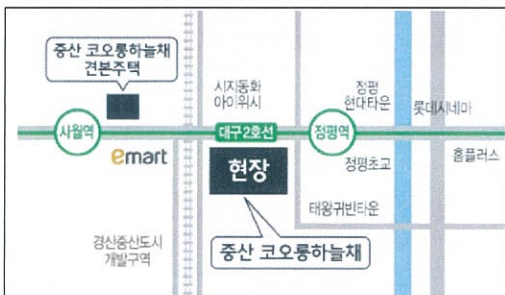 중산 코오롱하늘채
견본주택
시지동화
아이위시
정평
현대타운
롯데시네마
사월역
대구2호선
정평역
emart
현장
정평초교
홈플러스
태왕귀빈타운
경산중산도시
개발구역
중산 코오롱하늘채